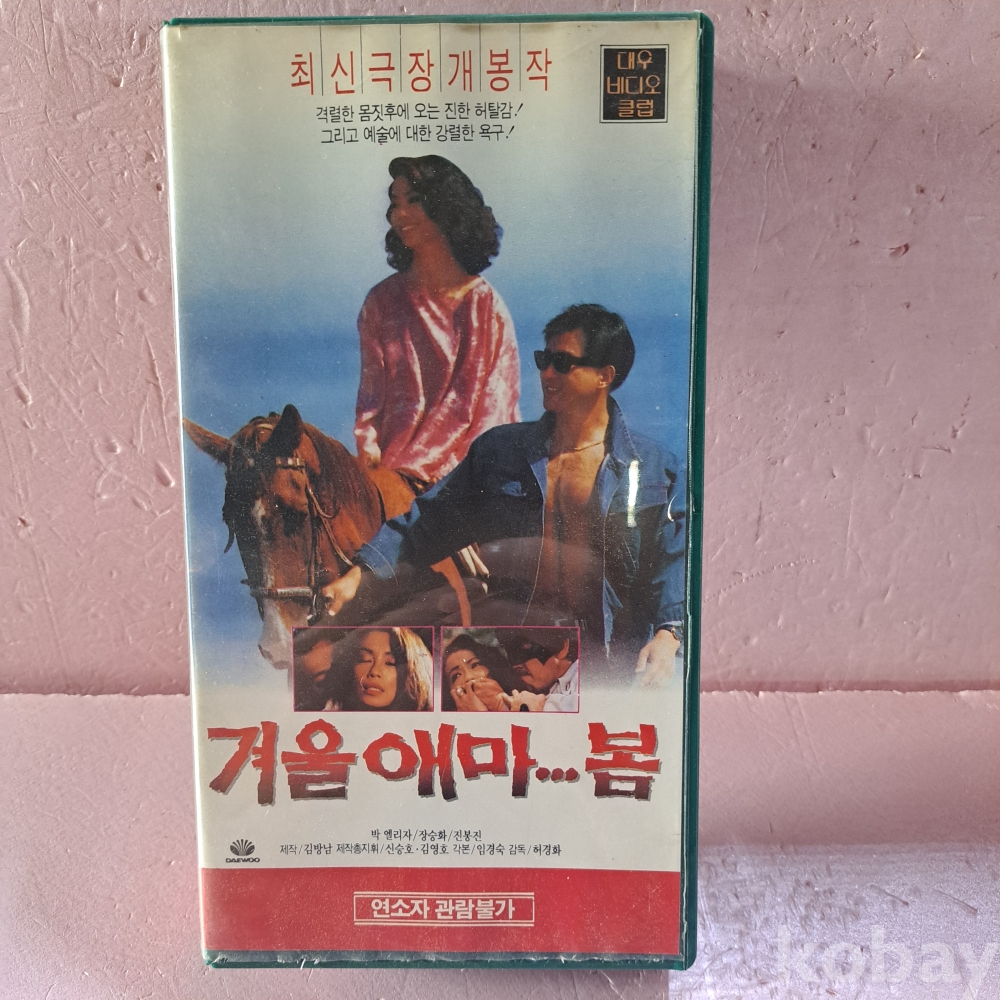 최신극장개봉작
격렬한 몸짓후에 오는 진한 허탈감!
그리고 예술에 대한 강렬한 욕구!
대우
비디오
클럽
겨울 애마...봄
박 엘리자/장승화/진봉진
제작/김방남 제작총지휘/신승호·김영호 각본/임경숙 감독/허경화
DAEWOO
연소자 관람불가
kobay